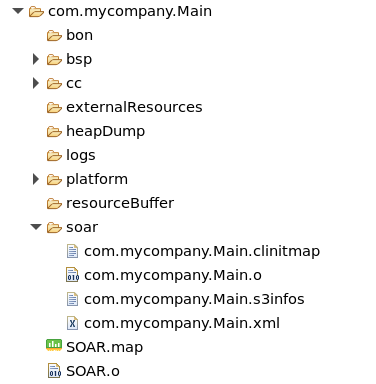 com.mycompany.Main
bon
bsp
cc
externalResources
heapDump
logs
platform
resourceBuffer
soar
com.mycompany.Main.clinitmap
com.mycompany.Main.o
com.mycompany.Main.s3infos
com.mycompany.Main.xml
SOAR.map
SOAR.o